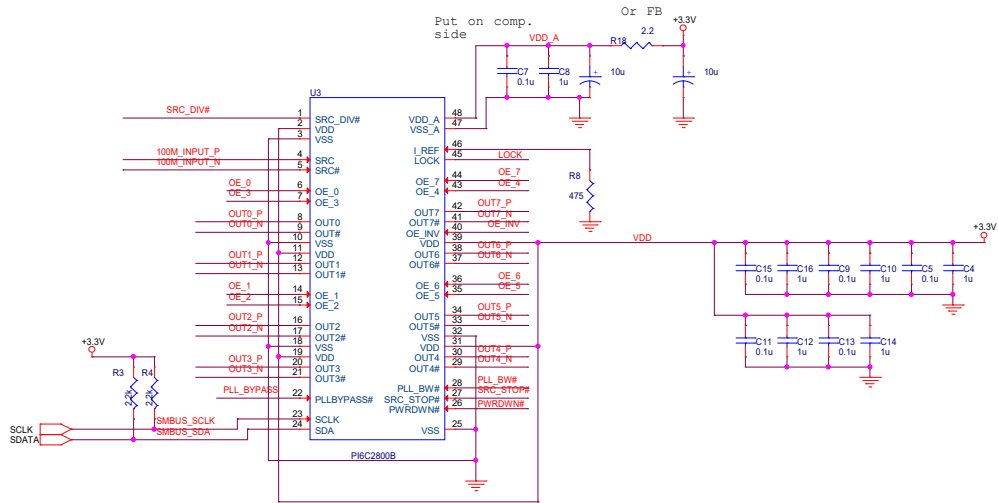 Put on comp.
side
Or FB
+3.3V
VDD_A
R18
2.2
C7
0.1u
C8
1u
10u
10u
U3
SRC_DIV#
1
SRC_DIV#
2
VDD
3
VSS
100M_INPUT_P
4
SRC
100M_INPUT_N
5
SRC#
OE_0
6
OE_0
OE_3
7
OE_3
OUT0_P
8
OUT0
OUT0_N
9
OUT#
10
VSS
11
VDD
OUT1_P
12
OUT1
OUT1_N
13
OUT1#
OE_1
14
OE_1
OE_2
15
OE_2
OUT2_P
16
OUT2
OUT2_N
17
OUT2#
18
VSS
19
VDD
OUT3_P
20
OUT3
OUT3_N
21
OUT3#
PLL_BYPASS
22
PLLBYPASS#
SMBUS_SCLK
23
SCLK
SMBUS_SDA
24
SDA
VDD_A
48
VSS_A
47
I_REF
46
LOCK
45
LOCK
OE_7
44
OE_7
OE_4
43
OE_4
OUT7
42
OUT7_P
OUT7#
41
OUT7_N
OE_INV
40
OE_INV
VDD
39
VDD
OUT6
38
OUT6_P
OUT6#
37
OUT6_N
OE_6
36
OE_6
OE_5
35
OE_5
OUT5
34
OUT5_P
OUT5#
33
OUT5_N
VSS
32
VDD
31
OUT4
30
OUT4_P
OUT4#
29
OUT4_N
PLL_BW#
28
PLL_BW#
SRC_STOP#
27
SRC_STOP#
PWRDWN#
26
PWRDWN#
VSS
25
PI6C2800B
R8
475
+3.3V
C15
0.1u
C16
1u
C9
0.1u
C10
1u
C5
0.1u
C4
1u
C11
0.1u
C12
1u
C13
0.1u
C14
1u
+3.3V
R3
2.2k
R4
2.2k
SCLK
SDATA